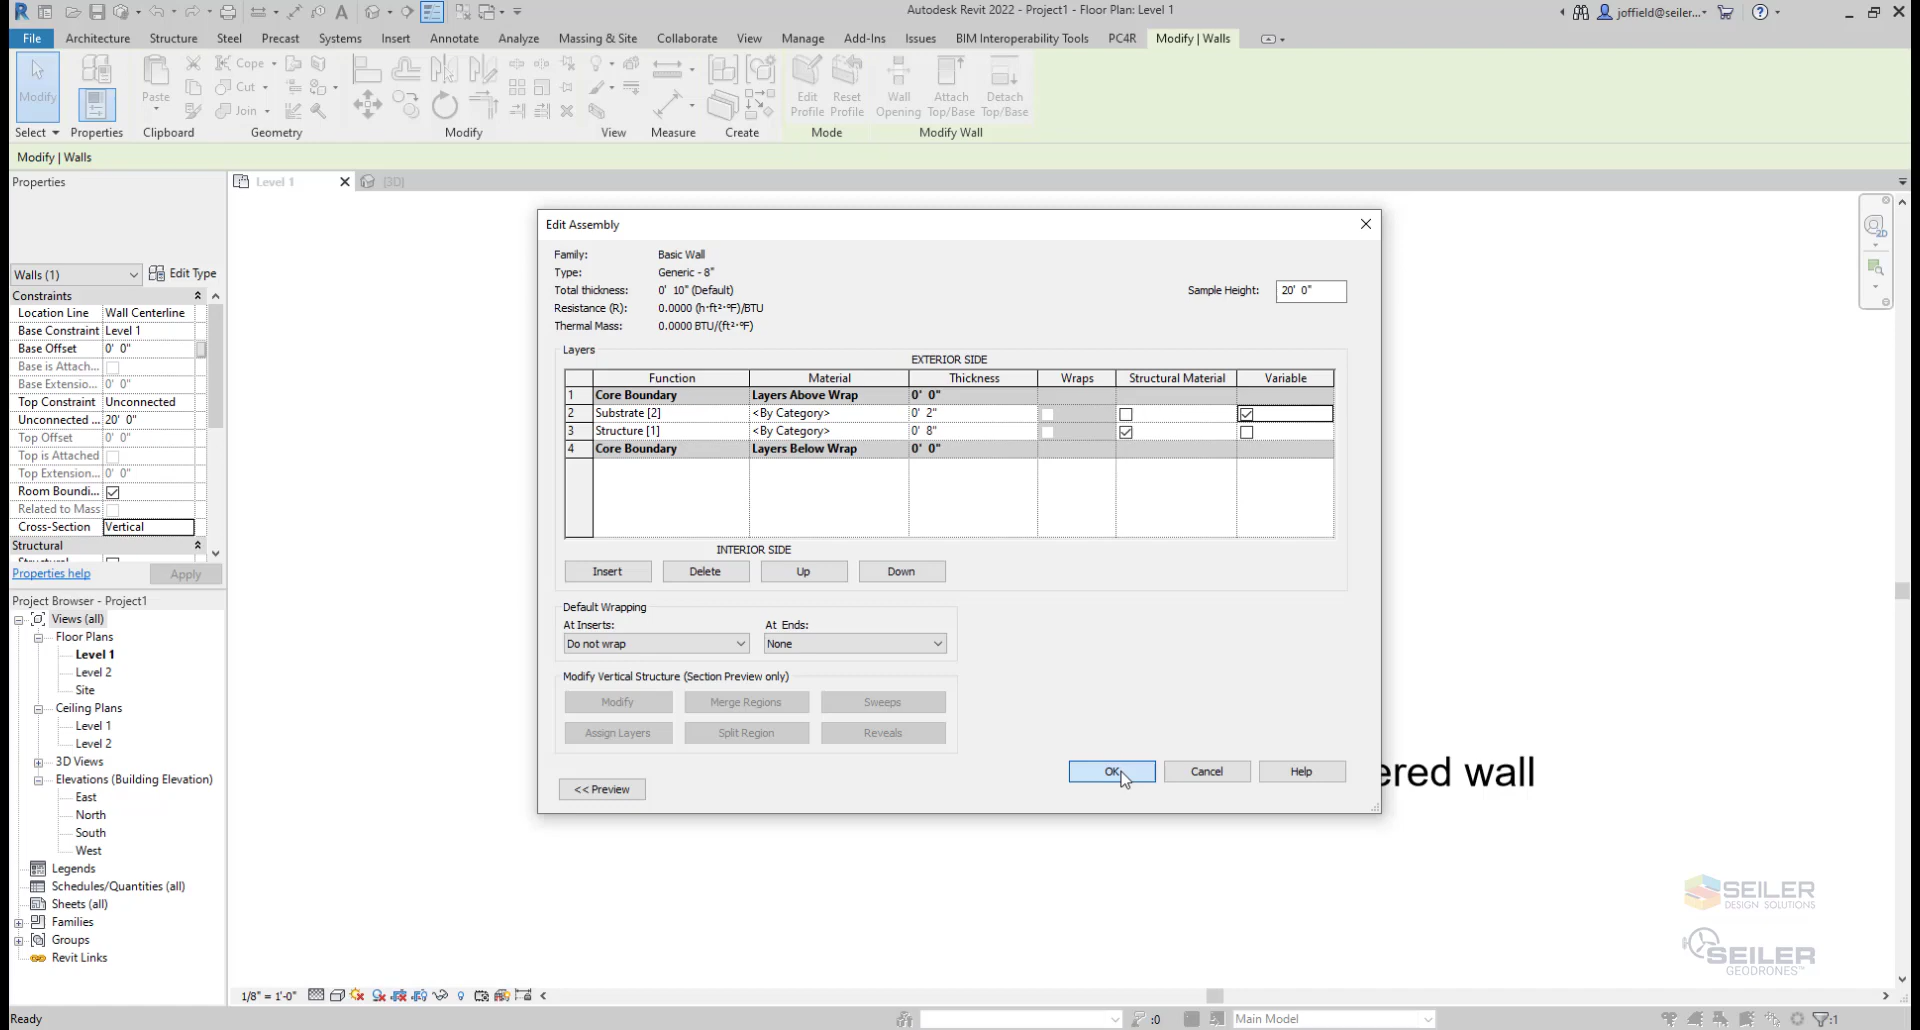 Autodesk Revit 2022 - Project1 - Floor Plan: Level 1
joffield@seiler...
File Architecture Structure Steel Precast Systems Insert Annotate Analyze Massing & Site Collaborate View Manage Add-Ins Issues BIM Interoperability Tools PC4R Modify | Walls
Modify
Paste
Cope
Cut
Join
Edit Profile
Reset Profile
Wall Opening
Attach Top/Base
Detach Top/Base
Select Properties Clipboard Geometry Modify View Measure Create Mode Modify Wall
Modify | Walls
Properties
Level 1
{3D}
Walls (1)
Edit Type
Constraints
Location Line Wall Centerline
Base Constraint Level 1
Base Offset 0' 0"
Base is Attach...
Base Extensio... 0' 0"
Top Constraint Unconnected
Unconnected ... 20' 0"
Top Offset 0' 0"
Top is Attached
Top Extension... 0' 0"
Room Boundi...
Related to Mass
Cross-Section Vertical
Structural
Properties help
Apply
Project Browser - Project1
Views (all)
Floor Plans
Level 1
Level 2
Site
Ceiling Plans
Level 1
Level 2
3D Views
Elevations (Building Elevation)
East
North
South
West
Legends
Schedules/Quantities (all)
Sheets (all)
Families
Groups
Revit Links
Edit Assembly
Family: Basic Wall
Type: Generic - 8"
Total thickness: 0' 10" (Default)
Sample Height: 20' 0"
Resistance (R): 0.0000 (h·ft²·°F)/BTU
Thermal Mass: 0.0000 BTU/(ft²·°F)
Layers
EXTERIOR SIDE
Function Material Thickness Wraps Structural Material Variable
1 Core Boundary Layers Above Wrap 0' 0"
2 Substrate [2] <By Category> 0' 2"
3 Structure [1] <By Category> 0' 8"
4 Core Boundary Layers Below Wrap 0' 0"
INTERIOR SIDE
Insert Delete Up Down
Default Wrapping
At Inserts: At Ends:
Do not wrap None
Modify Vertical Structure (Section Preview only)
Modify Merge Regions Sweeps
Assign Layers Split Region Reveals
OK Cancel Help
<< Preview
ered wall
SEILER
DESIGN SOLUTIONS
SEILER
GEODRONES™
1/8" = 1'-0"
Ready
:0
Main Model
:1